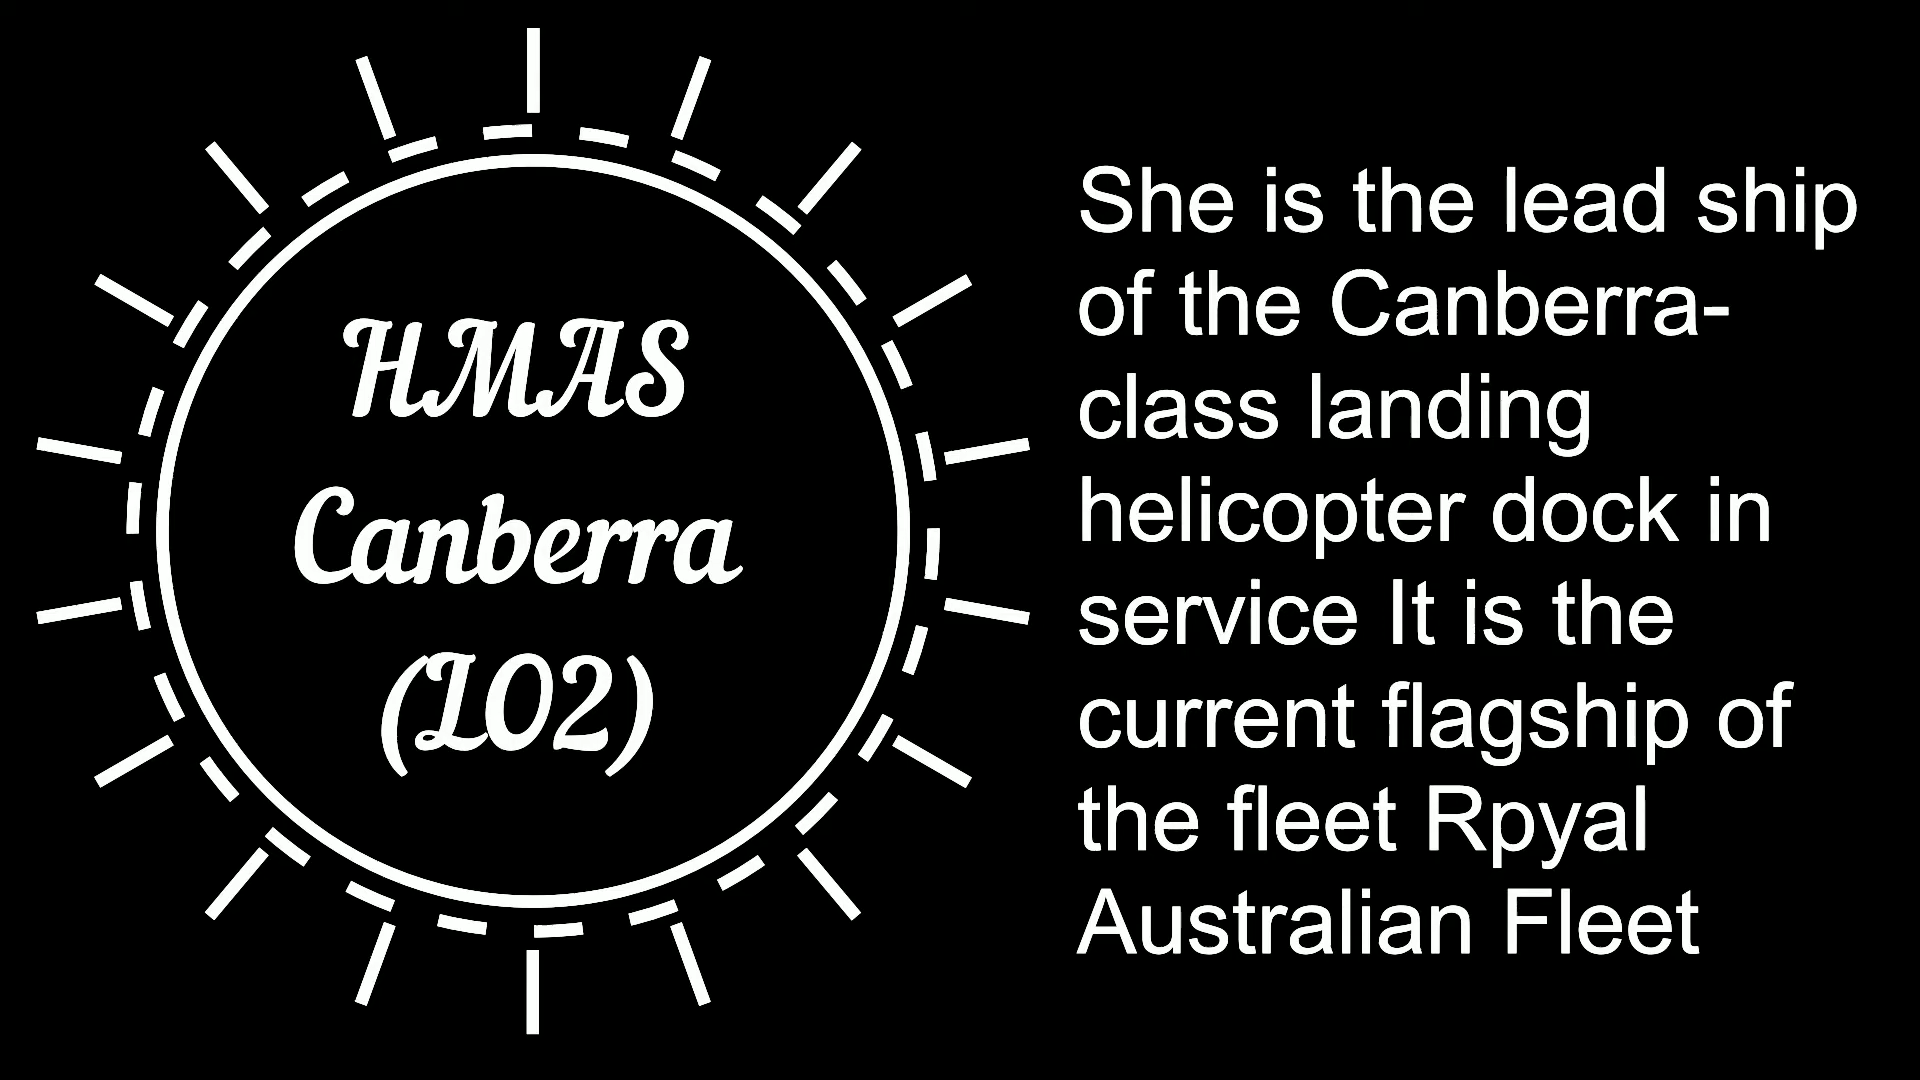 HMAS
Canberra
(L02)
She is the lead ship
of the Canberra-
class landing
helicopter dock in
service It is the
current flagship of
the fleet Rpyal
Australian Fleet